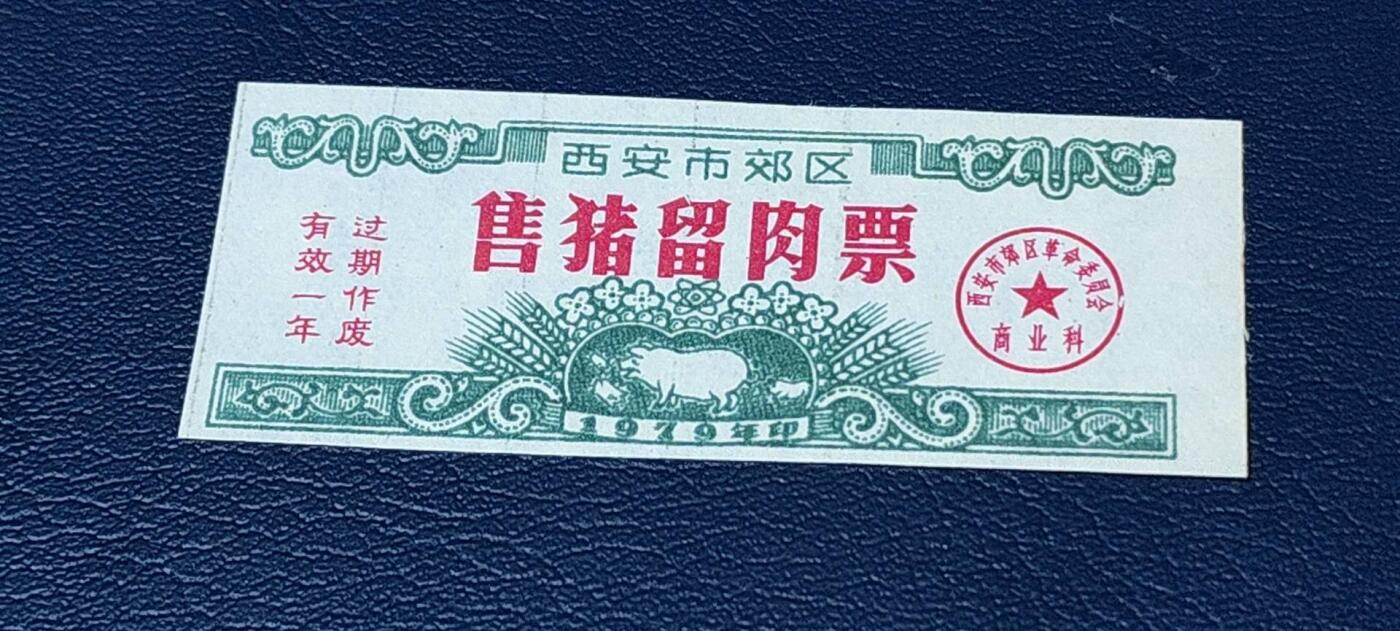 西安市郊区
售猪留肉票
过期作废
有效一年
西安市郊区革命委员会
商业科
1979年印